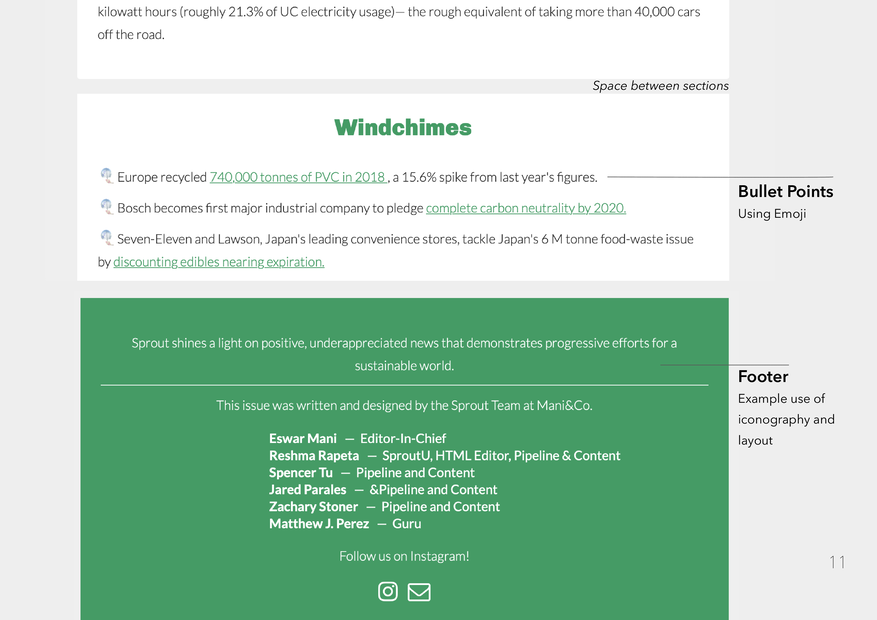 kilowatt hours (roughly 21.3% of UC electricity usage)— the rough equivalent of taking more than 40,000 cars
off the road.
Space between sections
Windchimes
Europe recycled 740,000 tonnes of PVC in 2018 , a 15.6% spike from last year's figures.
Bullet Points
Using Emoji
Bosch becomes first major industrial company to pledge complete carbon neutrality by 2020.
Seven-Eleven and Lawson, Japan's leading convenience stores, tackle Japan's 6 M tonne food-waste issue
by discounting edibles nearing expiration.
Sprout shines a light on positive, underappreciated news that demonstrates progressive efforts for a
sustainable world.
Footer
Example use of
iconography and
layout
This issue was written and designed by the Sprout Team at Mani&Co.
Eswar Mani — Editor-In-Chief
Reshma Rapeta — SproutU, HTML Editor, Pipeline & Content
Spencer Tu — Pipeline and Content
Jared Parales — &Pipeline and Content
Zachary Stoner — Pipeline and Content
Matthew J. Perez — Guru
Follow us on Instagram!
11